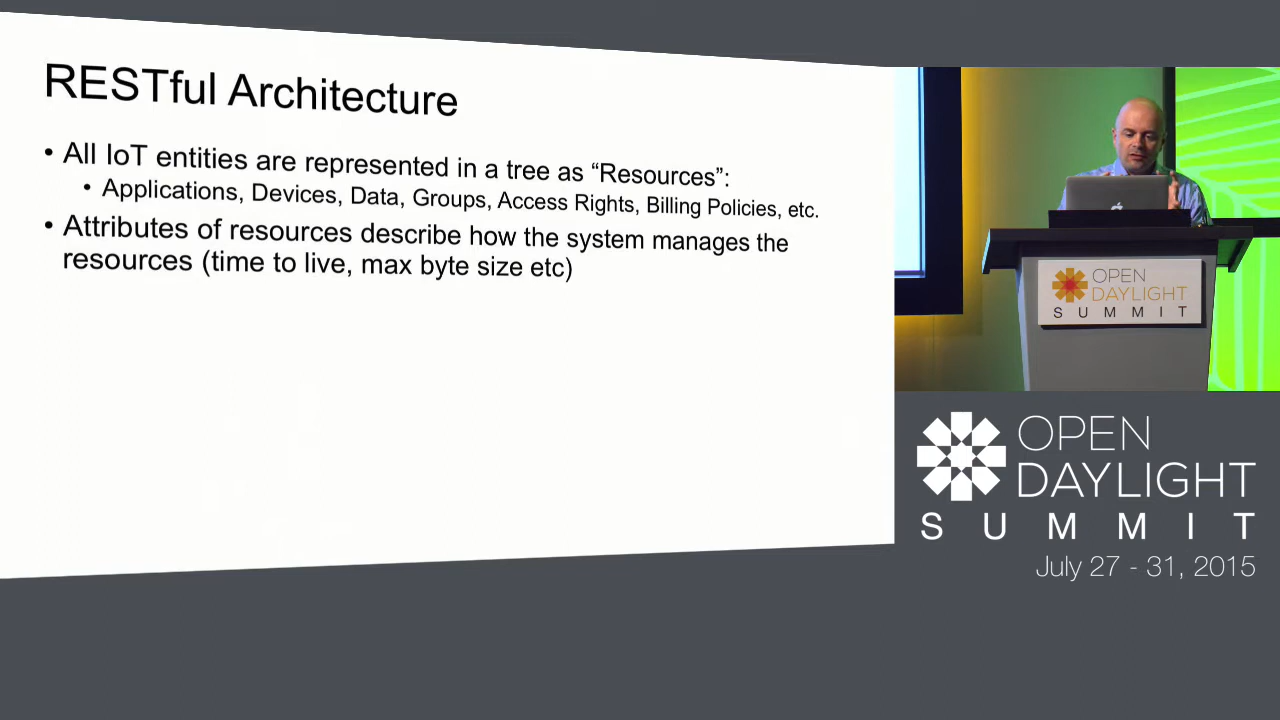 RESTful Architecture
• All IoT entities are represented in a tree as “Resources”:
• Applications, Devices, Data, Groups, Access Rights, Billing Policies, etc.
• Attributes of resources describe how the system manages the
resources (time to live, max byte size etc)
OPEN
DAYLIGHT
SUMMIT
OPEN
DAYLIGHT
SUMMIT
July 27 - 31, 2015